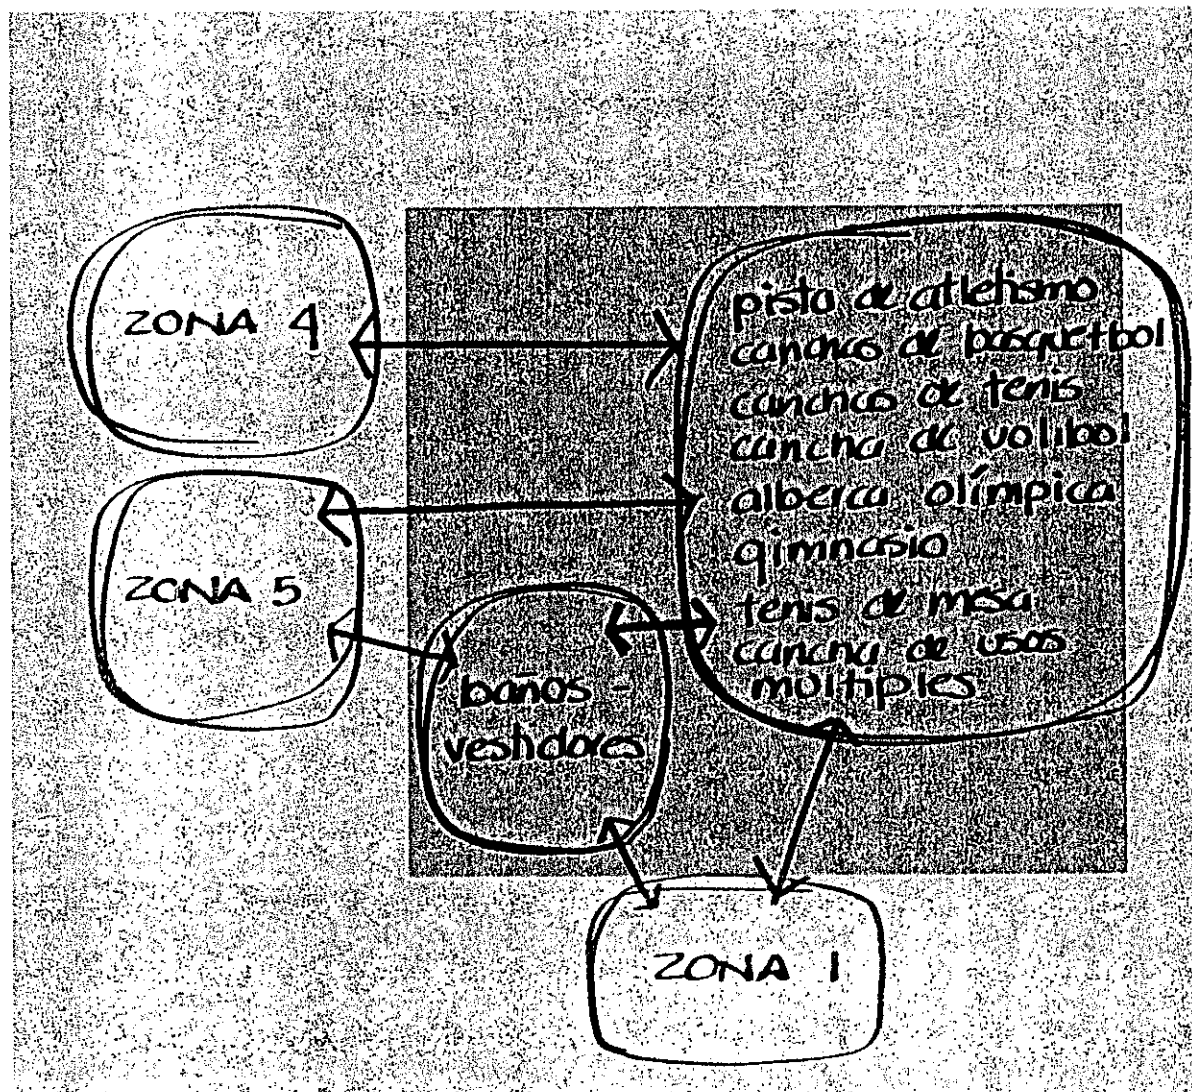 ZONA 4
pista de atletismo
canchas de basquetbol
canchas de tenis
cancha de volibol
alberca olímpica
gimnasio
tenis de mesa
cancha de usos
múltiples
ZONA 5
baños -
vestidores
ZONA 1